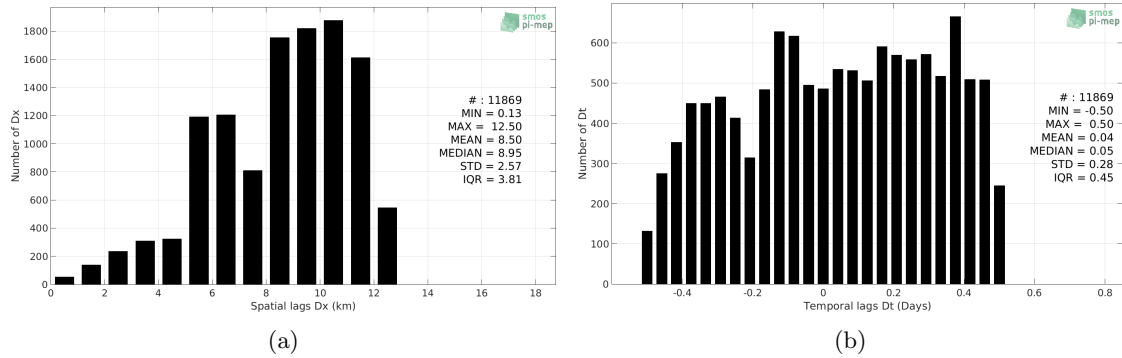 smos
pi-mep
1800
1600
1400
1200
1000
800
600
400
200
0
Number of Dx
# : 11869
MIN = 0.13
MAX = 12.50
MEAN = 8.50
MEDIAN = 8.95
STD = 2.57
IQR = 3.81
0 2 4 6 8 10 12 14 16 18
Spatial lags Dx (km)
(a)
smos
pi-mep
600
500
400
300
200
100
0
Number of Dt
# : 11869
MIN = -0.50
MAX = 0.50
MEAN = 0.04
MEDIAN = 0.05
STD = 0.28
IQR = 0.45
-0.4 -0.2 0 0.2 0.4 0.6 0.8
Temporal lags Dt (Days)
(b)